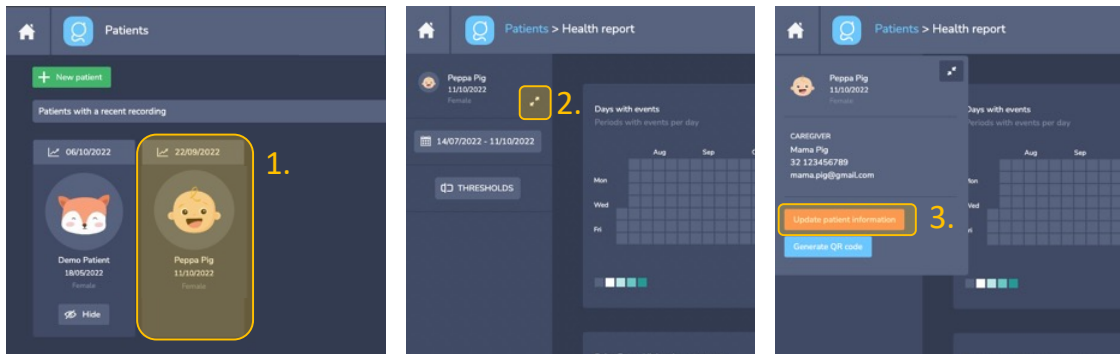 Patients
New patient
Patients with a recent recording
06/10/2022
22/09/2022
1.
Demo Patient
18/05/2022
Female
Hide
Peppa Pig
11/10/2022
Female
Patients > Health report
Peppa Pig
11/10/2022
Female
2.
14/07/2022 - 11/10/2022
THRESHOLDS
Days with events
Periods with events per day
Aug Sep
Mon
Wed
Fri
Patients > Health report
Peppa Pig
11/10/2022
Female
CAREGIVER
Mama Pig
32 123456789
mama.pig@gmail.com
Update patient information
3.
Generate QR code
Days with events
Periods with events per day
Aug Sep